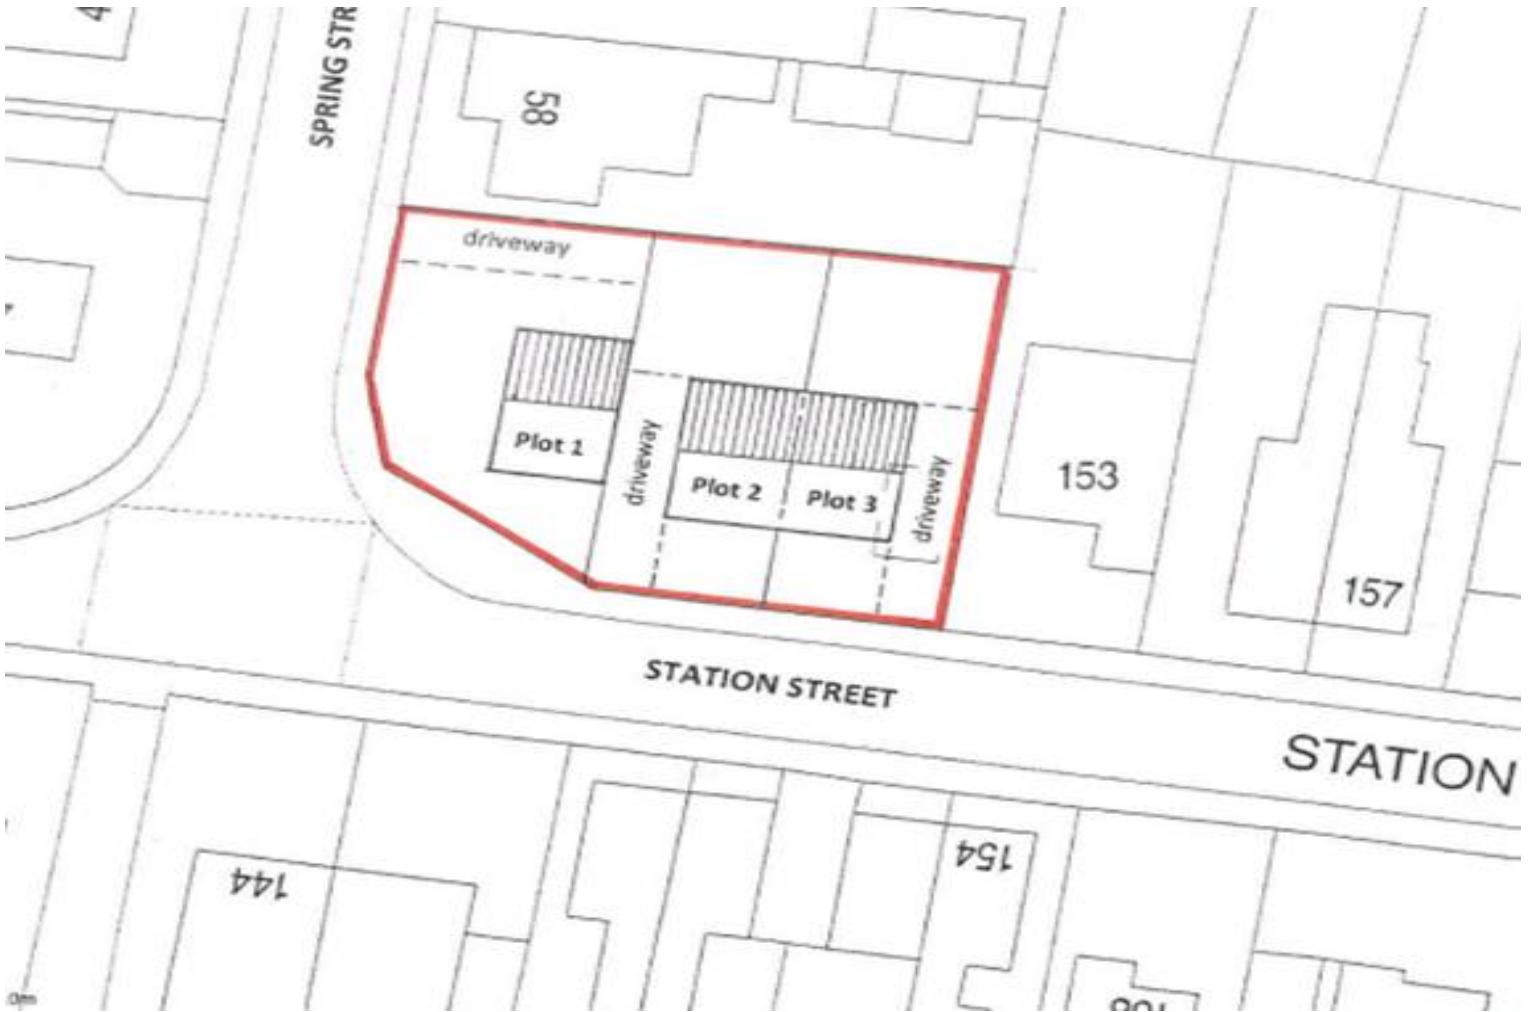 4
SPRING STR
58
driveway
Plot 1
driveway
Plot 2
Plot 3
driveway
153
157
STATION STREET
STATION
144
154